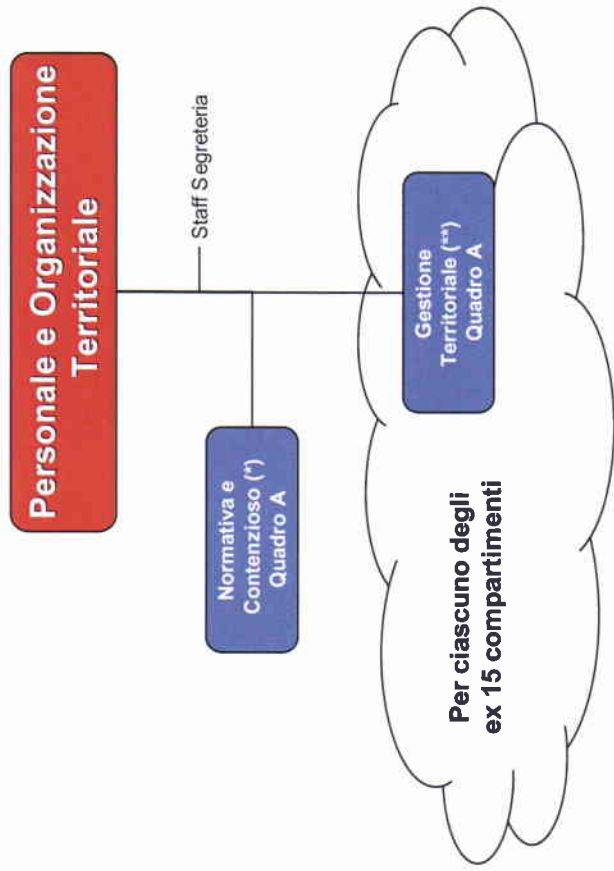 Personale e Organizzazione
Territoriale
Staff Segreteria
Normativa e
Contenzioso (*)
Quadro A
Gestione
Territoriale (**)
Quadro A
Per ciascuno degli
ex 15 compartimenti